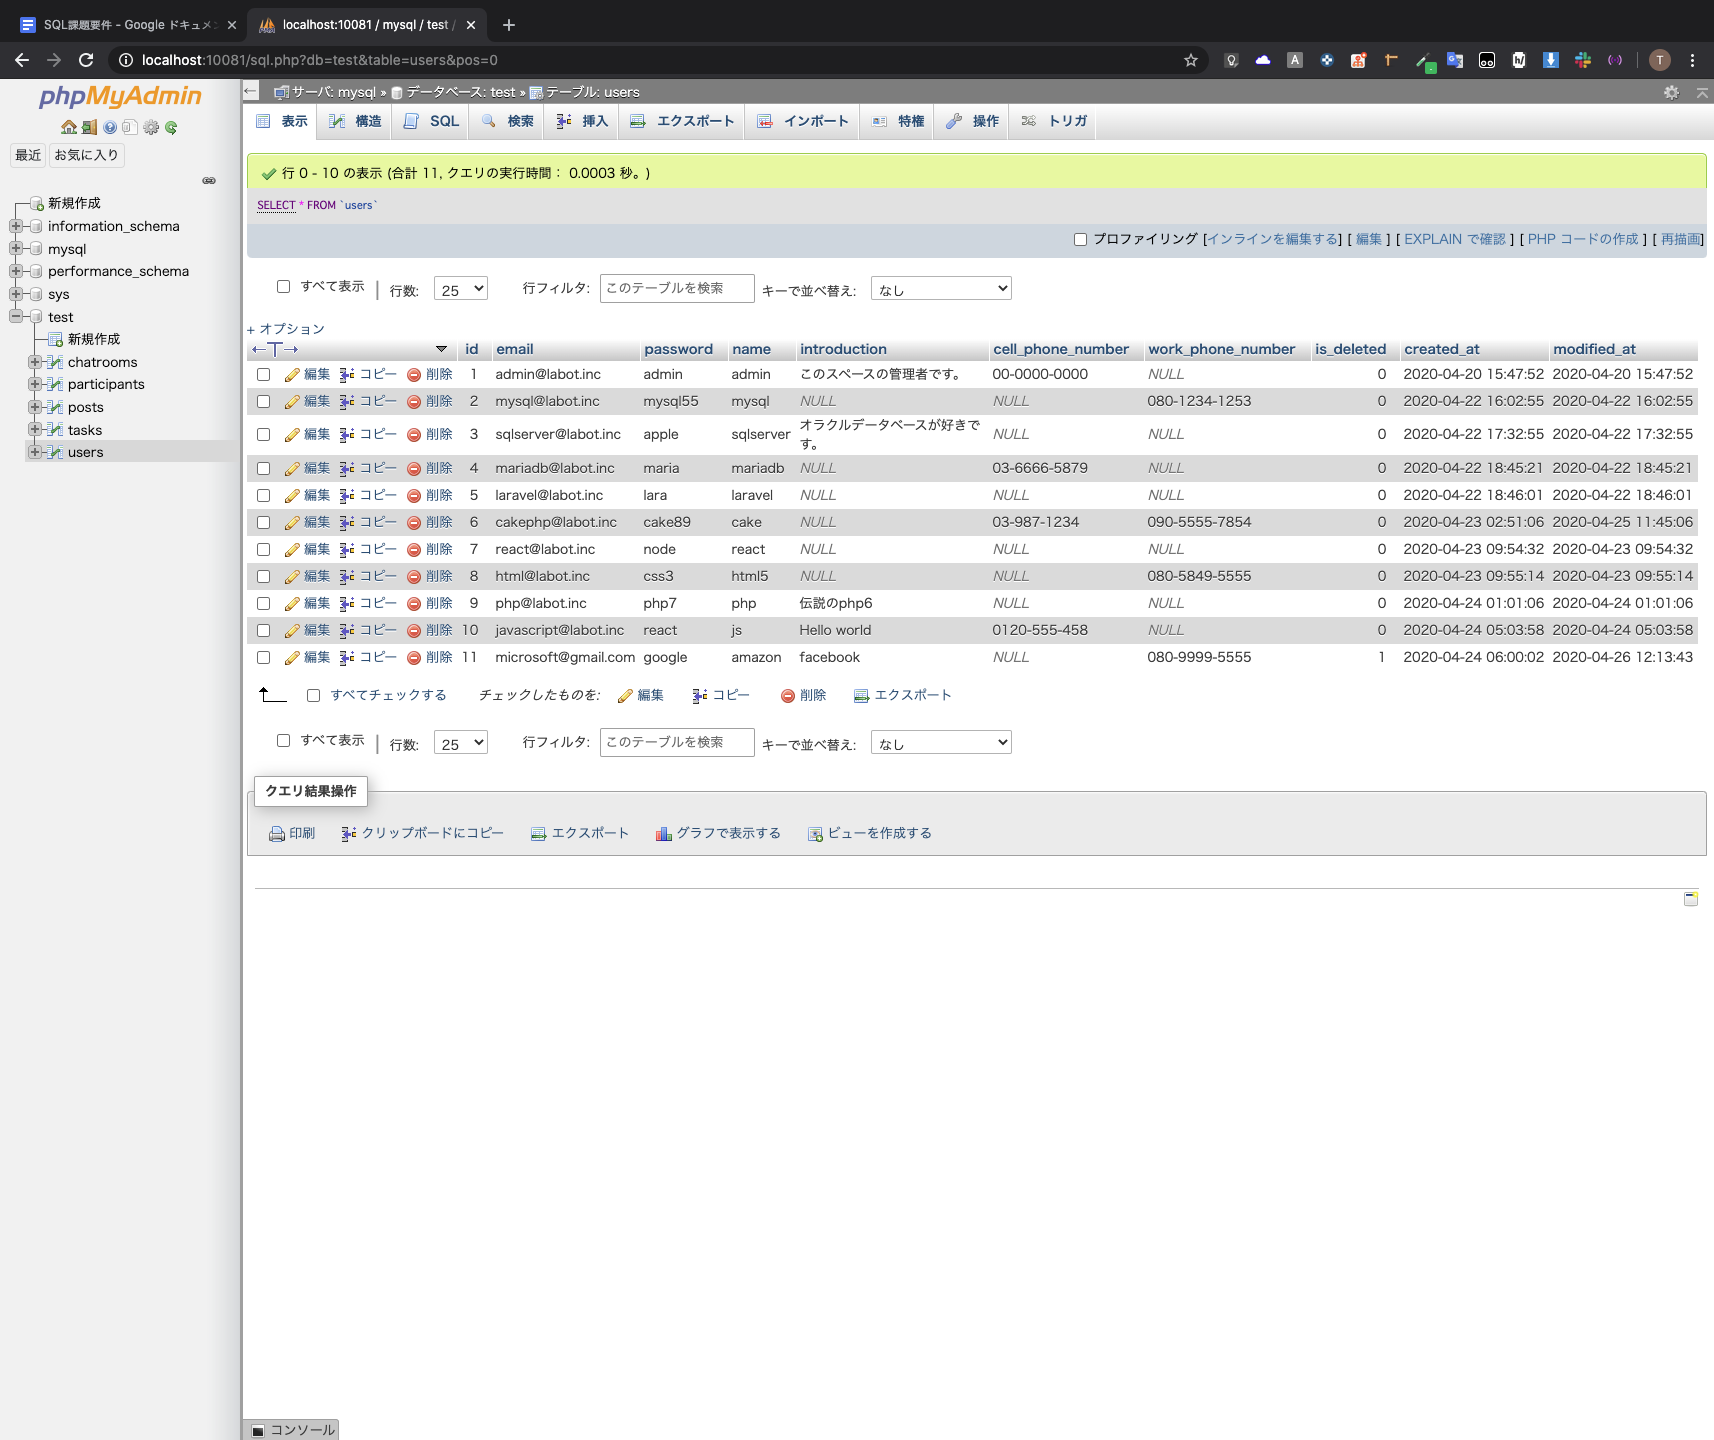 SQL課題要件 - Google ドキュメン
localhost:10081 / mysql / test /
localhost:10081/sql.php?db=test&table=users&pos=0
phpMyAdmin
最近 お気に入り
新規作成
information_schema
mysql
performance_schema
sys
test
新規作成
chatrooms
participants
posts
tasks
users
サーバ: mysql » データベース: test » テーブル: users
表示 構造 SQL 検索 挿入 エクスポート インポート 特権 操作 トリガ
行 0 - 10 の表示 (合計 11, クエリの実行時間： 0.0003 秒。)
SELECT * FROM `users`
プロファイリング [インラインを編集する] [ 編集 ] [ EXPLAIN で確認 ] [ PHP コードの作成 ] [ 再描画]
すべて表示 | 行数: 25 行フィルタ: このテーブルを検索 キーで並べ替え: なし
+ オプション
←T→ id email password name introduction cell_phone_number work_phone_number is_deleted created_at modified_at
編集 コピー 削除 1 admin@labot.inc admin admin このスペースの管理者です。 00-0000-0000 NULL 0 2020-04-20 15:47:52 2020-04-20 15:47:52
編集 コピー 削除 2 mysql@labot.inc mysql55 mysql NULL NULL 080-1234-1253 0 2020-04-22 16:02:55 2020-04-22 16:02:55
編集 コピー 削除 3 sqlserver@labot.inc apple sqlserver オラクルデータベースが好きです。 NULL NULL 0 2020-04-22 17:32:55 2020-04-22 17:32:55
編集 コピー 削除 4 mariadb@labot.inc maria mariadb NULL 03-6666-5879 NULL 0 2020-04-22 18:45:21 2020-04-22 18:45:21
編集 コピー 削除 5 laravel@labot.inc lara laravel NULL NULL NULL 0 2020-04-22 18:46:01 2020-04-22 18:46:01
編集 コピー 削除 6 cakephp@labot.inc cake89 cake NULL 03-987-1234 090-5555-7854 0 2020-04-23 02:51:06 2020-04-25 11:45:06
編集 コピー 削除 7 react@labot.inc node react NULL NULL NULL 0 2020-04-23 09:54:32 2020-04-23 09:54:32
編集 コピー 削除 8 html@labot.inc css3 html5 NULL NULL 080-5849-5555 0 2020-04-23 09:55:14 2020-04-23 09:55:14
編集 コピー 削除 9 php@labot.inc php7 php 伝説のphp6 NULL NULL 0 2020-04-24 01:01:06 2020-04-24 01:01:06
編集 コピー 削除 10 javascript@labot.inc react js Hello world 0120-555-458 NULL 0 2020-04-24 05:03:58 2020-04-24 05:03:58
編集 コピー 削除 11 microsoft@gmail.com google amazon facebook NULL 080-9999-5555 1 2020-04-24 06:00:02 2020-04-26 12:13:43
すべてチェックする チェックしたものを: 編集 コピー 削除 エクスポート
すべて表示 | 行数: 25 行フィルタ: このテーブルを検索 キーで並べ替え: なし
クエリ結果操作
印刷 クリップボードにコピー エクスポート グラフで表示する ビューを作成する
コンソール